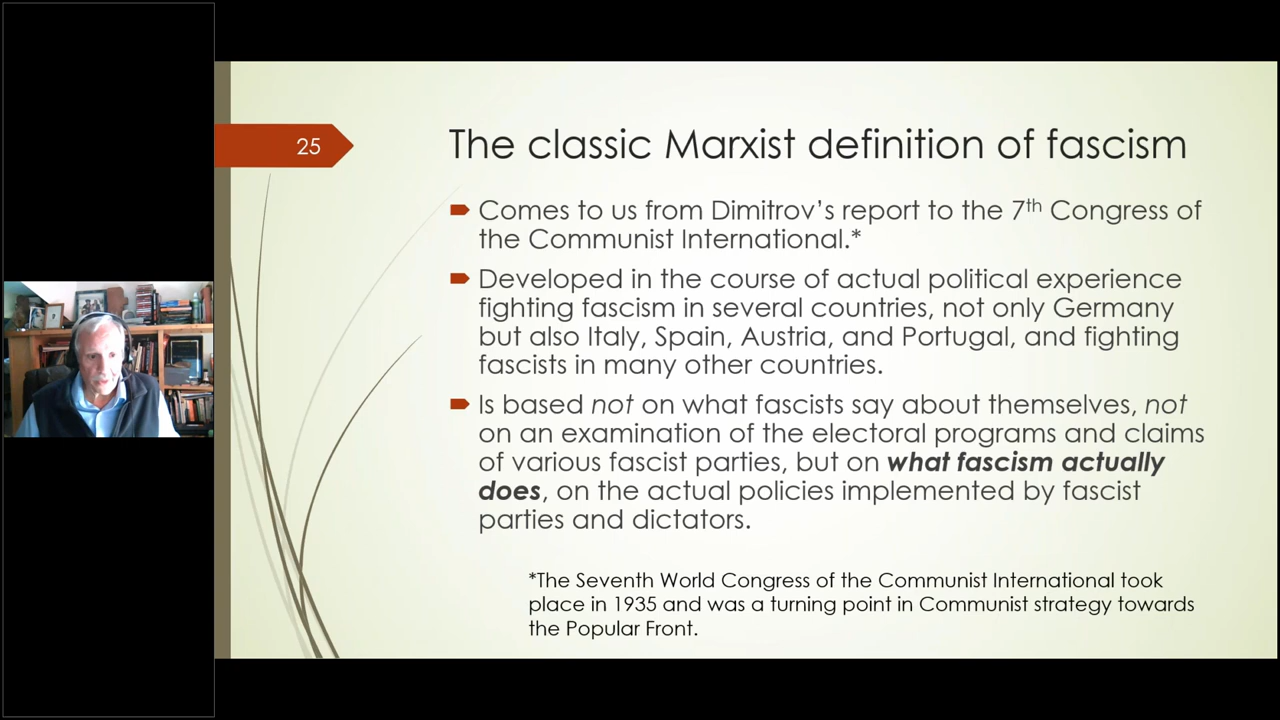 25
The classic Marxist definition of fascism
Comes to us from Dimitrov’s report to the 7th Congress of
the Communist International.*
Developed in the course of actual political experience
fighting fascism in several countries, not only Germany
but also Italy, Spain, Austria, and Portugal, and fighting
fascists in many other countries.
Is based not on what fascists say about themselves, not
on an examination of the electoral programs and claims
of various fascist parties, but on what fascism actually
does, on the actual policies implemented by fascist
parties and dictators.
*The Seventh World Congress of the Communist International took
place in 1935 and was a turning point in Communist strategy towards
the Popular Front.